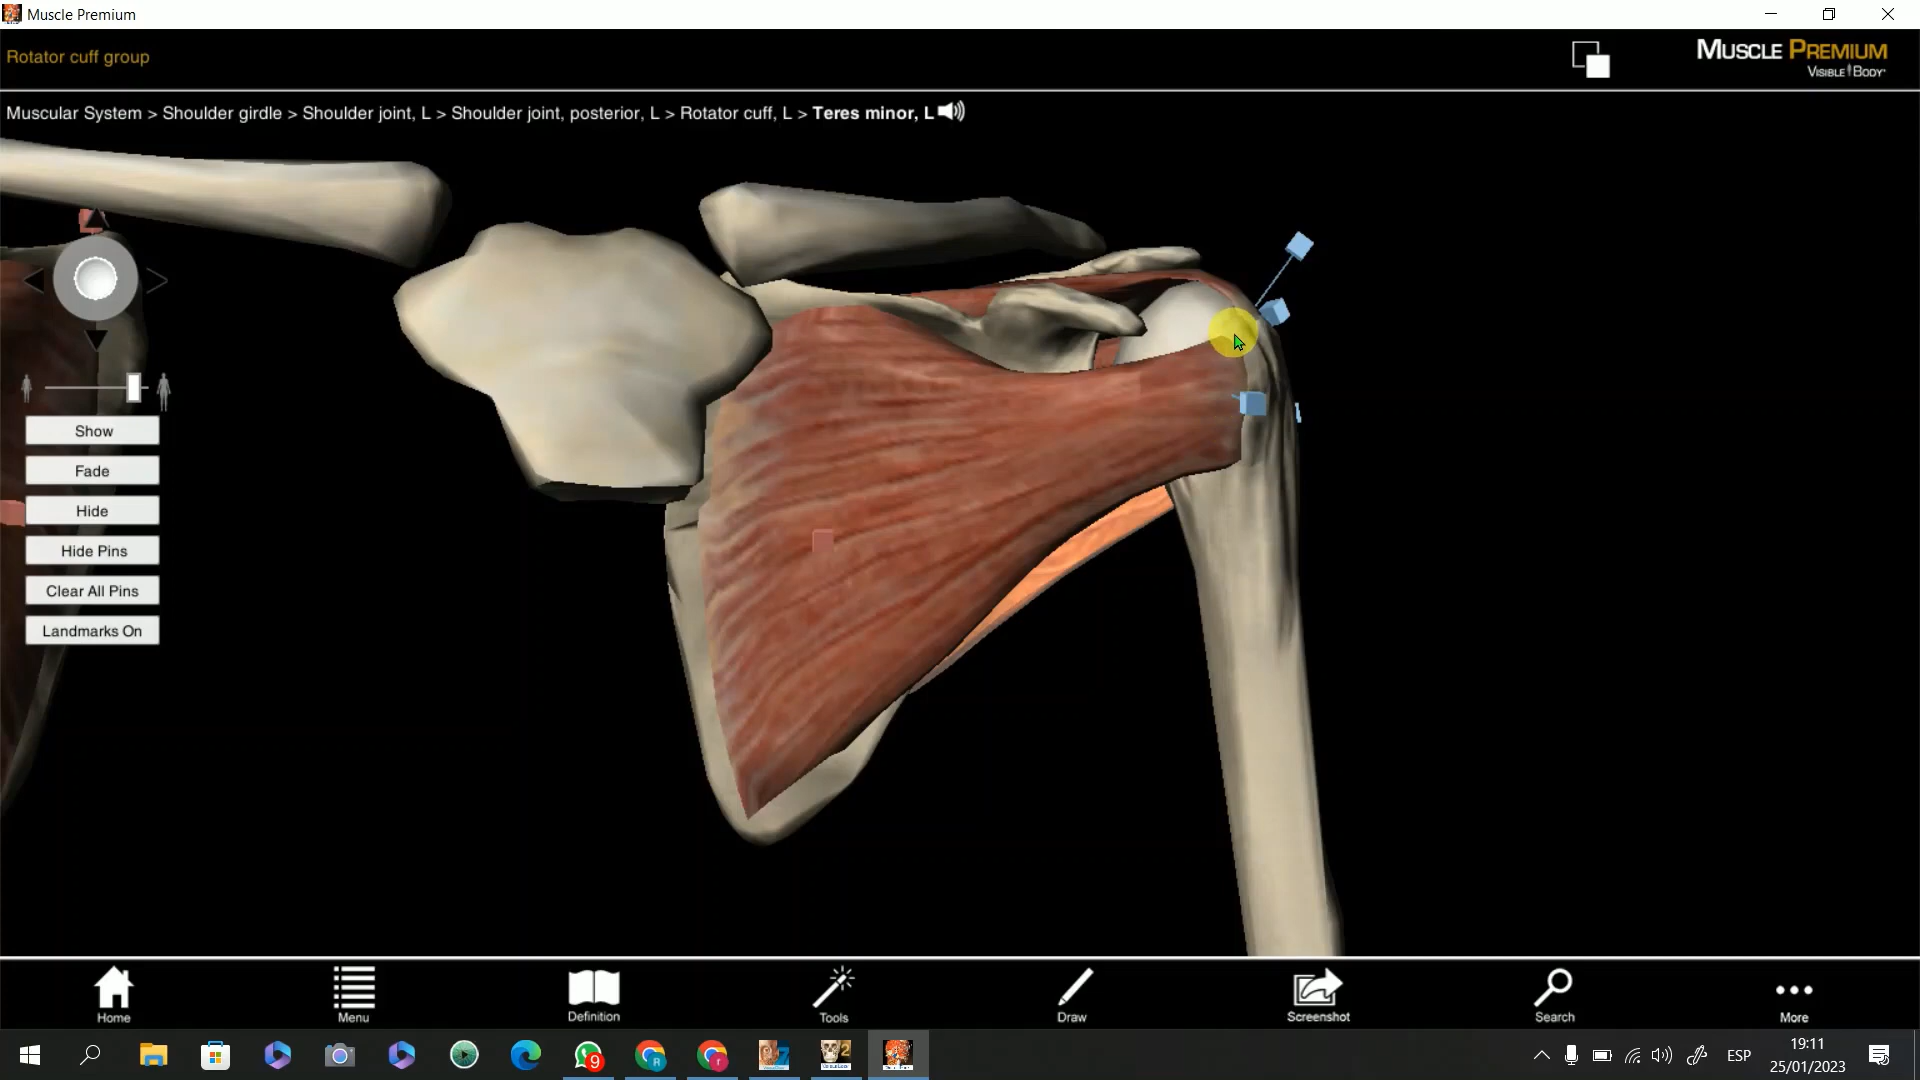 Muscle Premium
Rotator cuff group
MUSCLE PREMIUM
VISIBLE BODY
Muscular System > Shoulder girdle > Shoulder joint, L > Shoulder joint, posterior, L > Rotator cuff, L > Teres minor, L
Show
Fade
Hide
Hide Pins
Clear All Pins
Landmarks On
Home
Menu
Definition
Tools
Draw
Screenshot
Search
More
9
R
r
ESP
19:11
25/01/2023